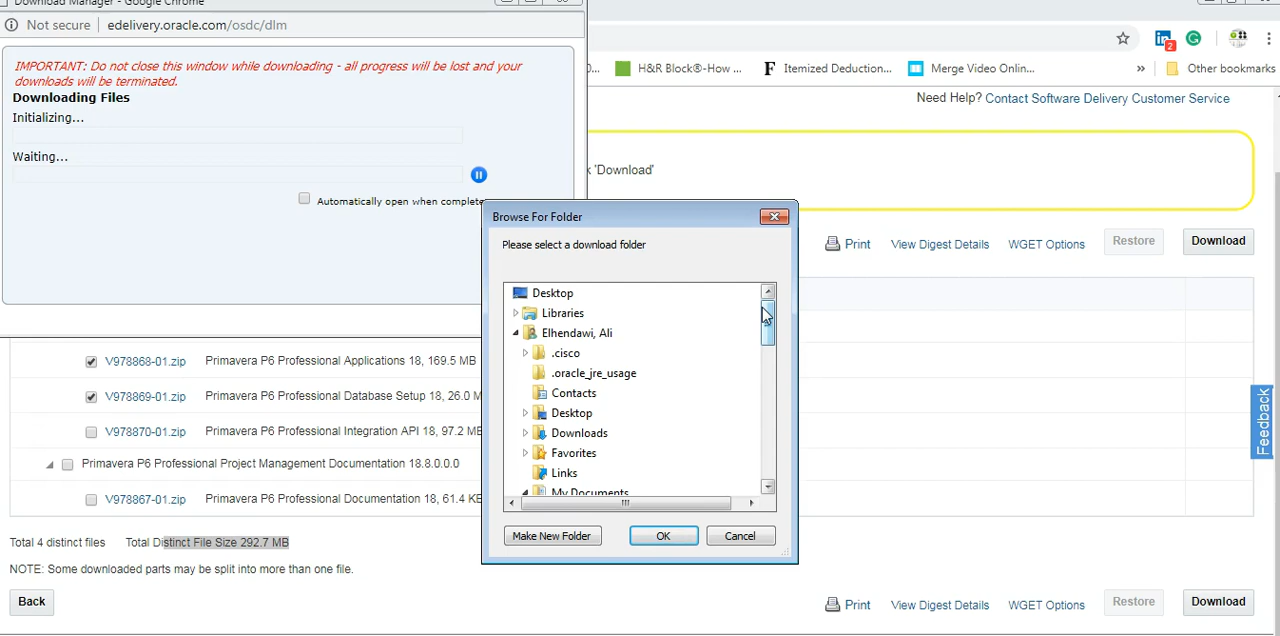 Download Manager - Google Chrome
Not secure edelivery.oracle.com/osdc/dlm
IMPORTANT: Do not close this window while downloading - all progress will be lost and your
downloads will be terminated.
Downloading Files
Initializing...
Waiting...
Automatically open when complete
2
0...
H&R Block®-How ...
F Itemized Deduction...
Merge Video Onlin...
»
Other bookmarks
Need Help? Contact Software Delivery Customer Service
k 'Download'
Print View Digest Details WGET Options Restore Download
Browse For Folder
Please select a download folder
Desktop
Libraries
Elhendawi, Ali
.cisco
.oracle_jre_usage
Contacts
Desktop
Downloads
Favorites
Links
My Documents
Make New Folder OK Cancel
V978868-01.zip Primavera P6 Professional Applications 18, 169.5 MB
V978869-01.zip Primavera P6 Professional Database Setup 18, 26.0 M
V978870-01.zip Primavera P6 Professional Integration API 18, 97.2 MB
Primavera P6 Professional Project Management Documentation 18.8.0.0.0
V978867-01.zip Primavera P6 Professional Documentation 18, 61.4 KB
Feedback
Total 4 distinct files Total Distinct File Size 292.7 MB
NOTE: Some downloaded parts may be split into more than one file.
Back Print View Digest Details WGET Options Restore Download